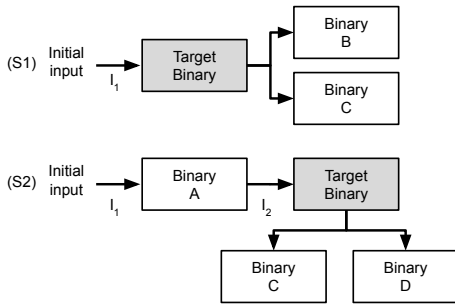 (S1)
Initial
input
I1
Target
Binary
Binary
B
Binary
C
(S2)
Initial
input
I1
Binary
A
I2
Target
Binary
Binary
C
Binary
D